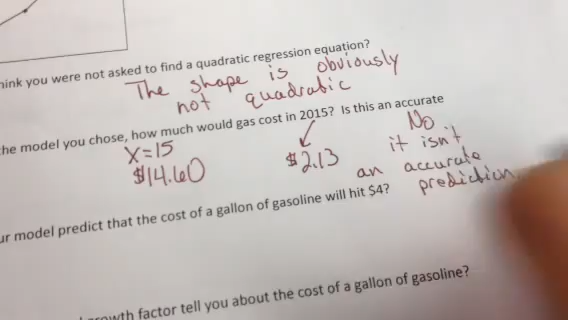 hink you were not asked to find a quadratic regression equation?
The shape is obviously
not quadratic
he model you chose, how much would gas cost in 2015? Is this an accurate
X=15
$14.60
$2.13
No
it isn't
an accurate
prediction
ur model predict that the cost of a gallon of gasoline will hit $4?
growth factor tell you about the cost of a gallon of gasoline?